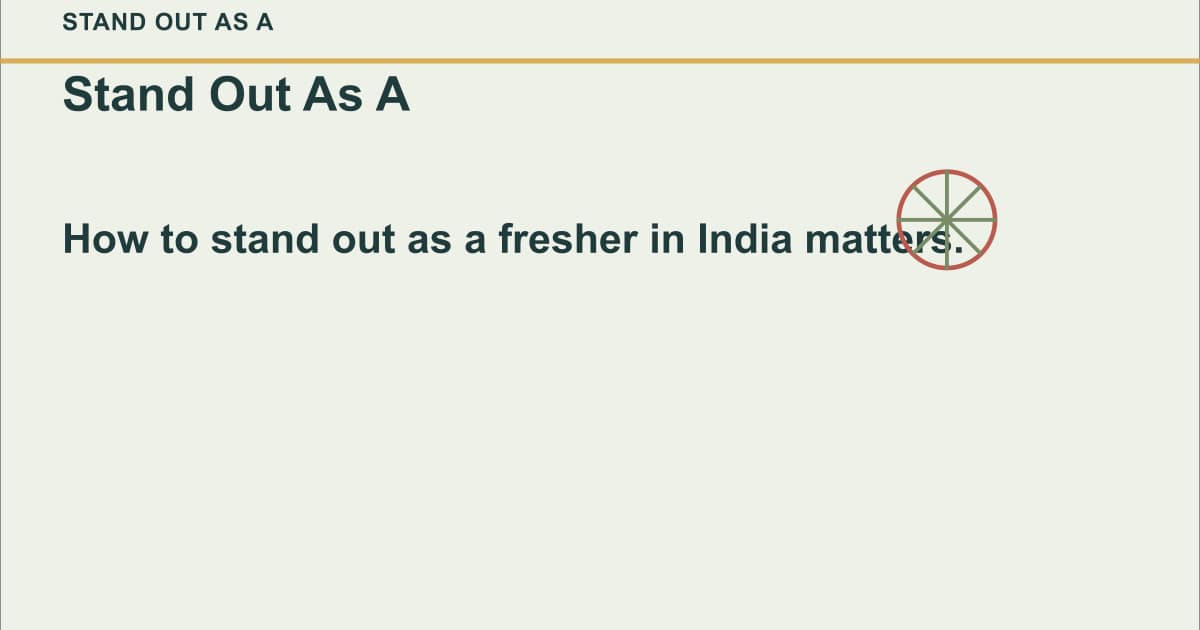 STAND OUT AS A
Stand Out As A
How to stand out as a fresher in India matters.